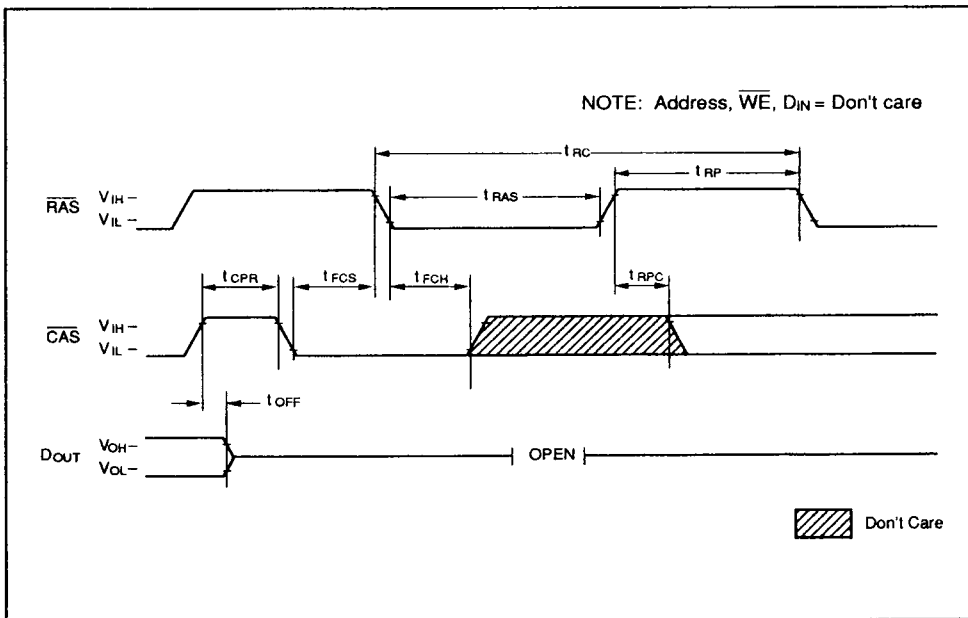 NOTE: Address, WE, DIN = Don't care
tRC
tRP
tRAS
RAS
VIH
VIL
tCPR
tFCS
tFCH
tRPC
CAS
VIH
VIL
tOFF
DOUT
VOH
VOL
OPEN
Don't Care